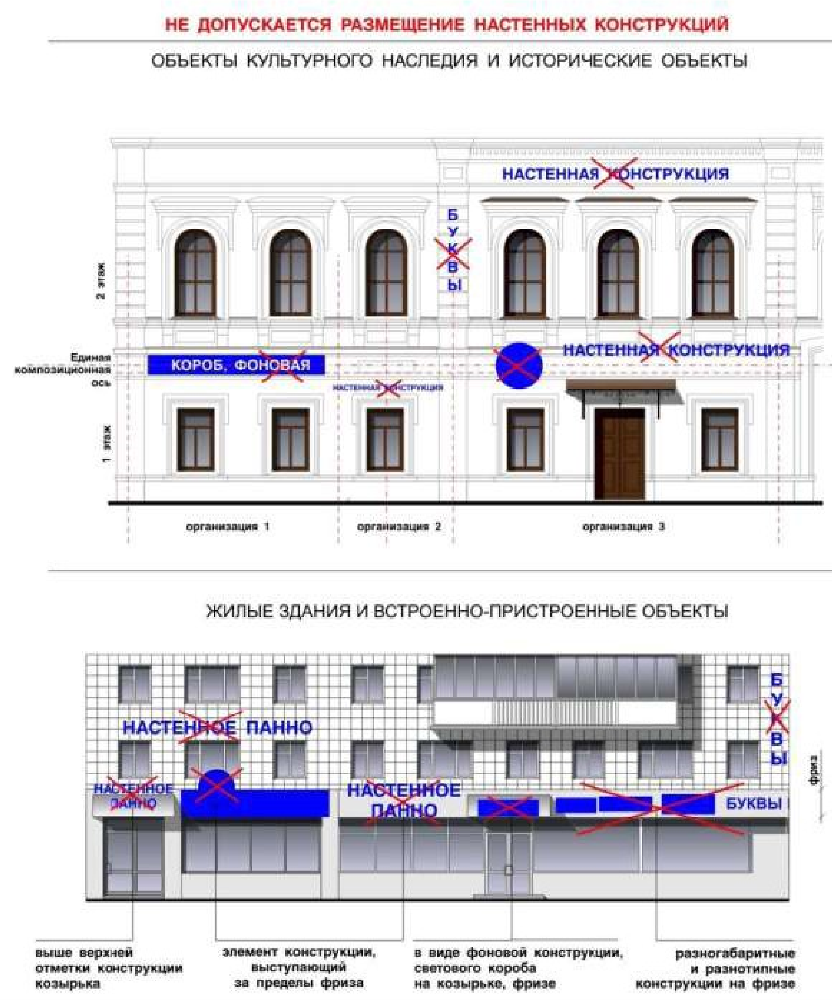 НЕ ДОПУСКАЕТСЯ РАЗМЕЩЕНИЕ НАСТЕННЫХ КОНСТРУКЦИЙ
ОБЪЕКТЫ КУЛЬТУРНОГО НАСЛЕДИЯ И ИСТОРИЧЕСКИЕ ОБЪЕКТЫ
НАСТЕННАЯ КОНСТРУКЦИЯ
БУКВЫ
2 этаж
НАСТЕННАЯ КОНСТРУКЦИЯ
Единая
композиционная
ось
КОРОБ. ФОНОВАЯ
НАСТЕННАЯ КОНСТРУКЦИЯ
1 этаж
организация 1
организация 2
организация 3
ЖИЛЫЕ ЗДАНИЯ И ВСТРОЕННО-ПРИСТРОЕННЫЕ ОБЪЕКТЫ
БУКВЫ
НАСТЕННОЕ ПАННО
фриз
НАСТЕННОЕ
ПАННО
НАСТЕННОЕ
ПАННО
БУКВЫ
выше верхней
отметки конструкции
козырька
элемент конструкции,
выступающий
за пределы фриза
в виде фоновой конструкции,
светового короба
на козырьке, фризе
разногабаритные
и разнотипные
конструкции на фризе